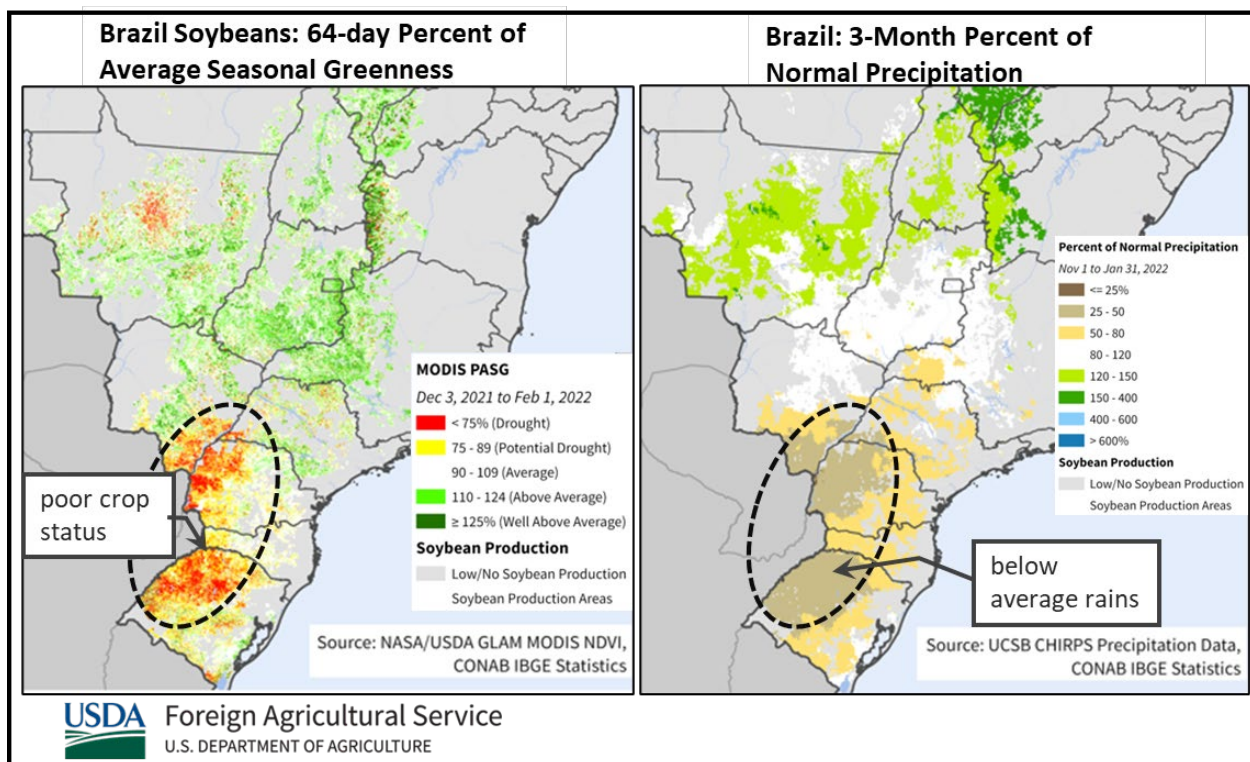 Brazil Soybeans: 64-day Percent of
Average Seasonal Greenness
poor crop
status
MODIS PASG
Dec 3, 2021 to Feb 1, 2022
< 75% (Drought)
75 - 89 (Potential Drought)
90 - 109 (Average)
110 - 124 (Above Average)
≥ 125% (Well Above Average)
Soybean Production
Low/No Soybean Production
Soybean Production Areas
Source: NASA/USDA GLAM MODIS NDVI,
CONAB IBGE Statistics
Brazil: 3-Month Percent of
Normal Precipitation
Percent of Normal Precipitation
Nov 1 to Jan 31, 2022
<= 25%
25 - 50
50 - 80
80 - 120
120 - 150
150 - 400
400 - 600
> 600%
Soybean Production
Low/No Soybean Production
Soybean Production Areas
below
average rains
Source: UCSB CHIRPS Precipitation Data,
CONAB IBGE Statistics
USDA
Foreign Agricultural Service
U.S. DEPARTMENT OF AGRICULTURE